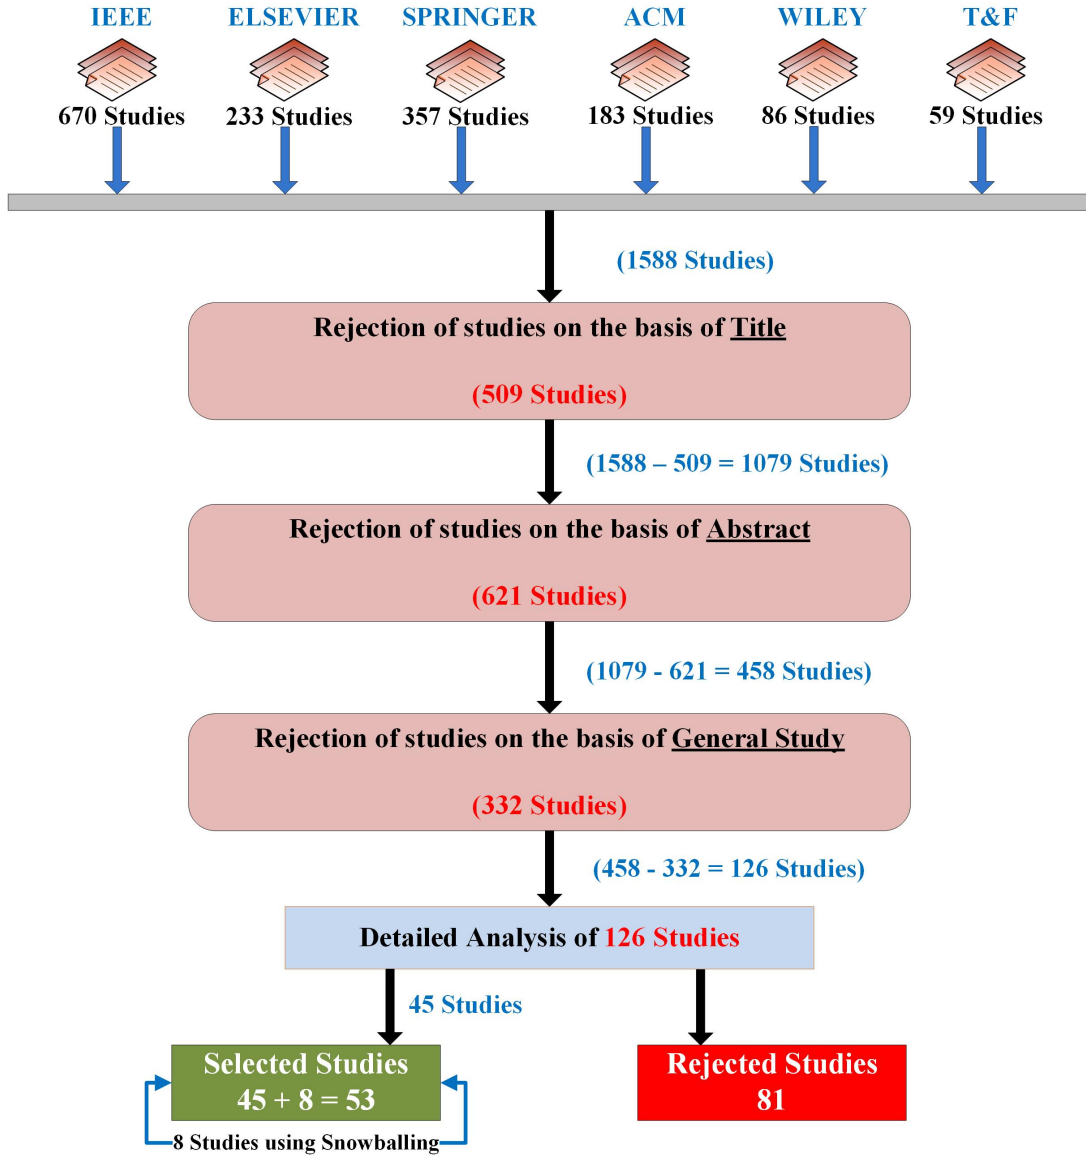 IEEE ELSEVIER SPRINGER ACM WILEY T&F
670 Studies 233 Studies 357 Studies 183 Studies 86 Studies 59 Studies
(1588 Studies)
Rejection of studies on the basis of Title
(509 Studies)
(1588 – 509 = 1079 Studies)
Rejection of studies on the basis of Abstract
(621 Studies)
(1079 - 621 = 458 Studies)
Rejection of studies on the basis of General Study
(332 Studies)
(458 - 332 = 126 Studies)
Detailed Analysis of 126 Studies
45 Studies
Selected Studies
45 + 8 = 53
Rejected Studies
81
8 Studies using Snowballing